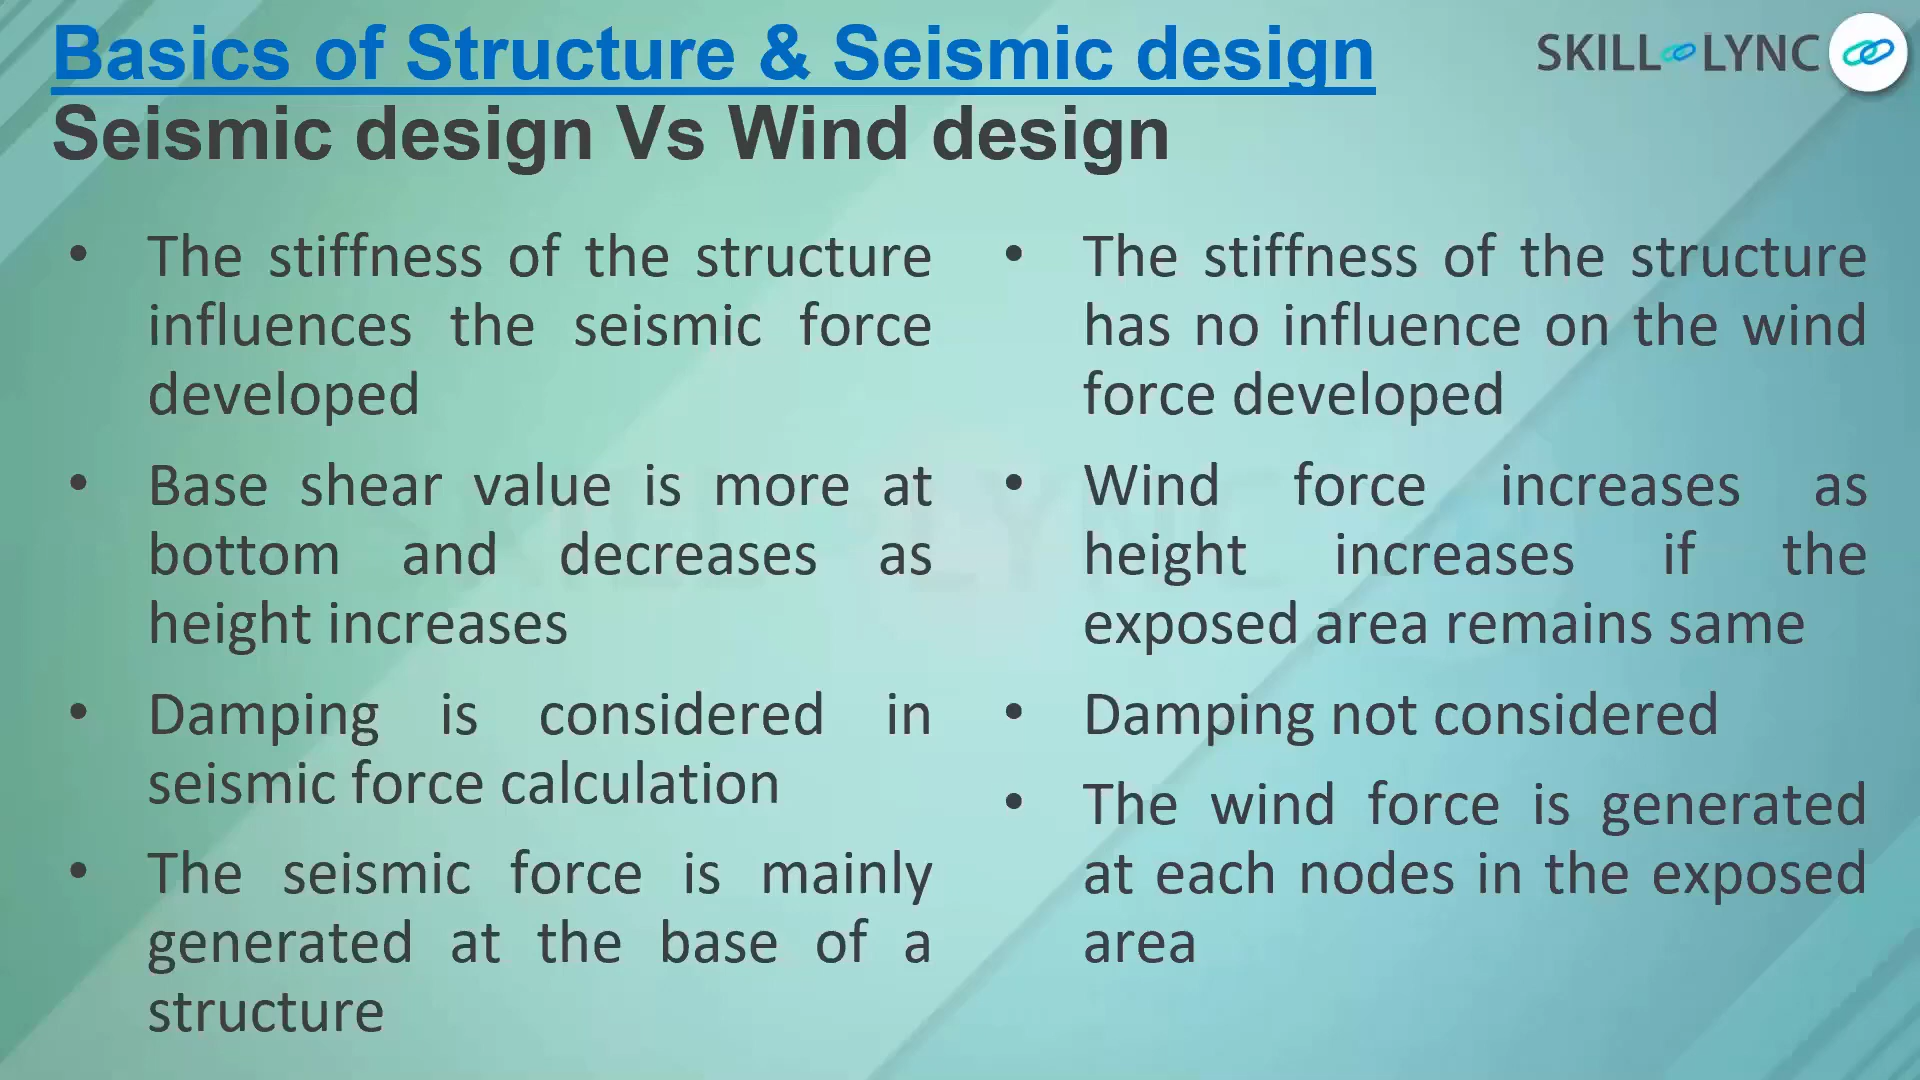 Basics of Structure & Seismic design
SKILL LYNC
Seismic design Vs Wind design
• The stiffness of the structure
influences the seismic force
developed
• Base shear value is more at
bottom and decreases as
height increases
• Damping is considered in
seismic force calculation
• The seismic force is mainly
generated at the base of a
structure
• The stiffness of the structure
has no influence on the wind
force developed
• Wind force increases as
height increases if the
exposed area remains same
• Damping not considered
• The wind force is generated
at each nodes in the exposed
area